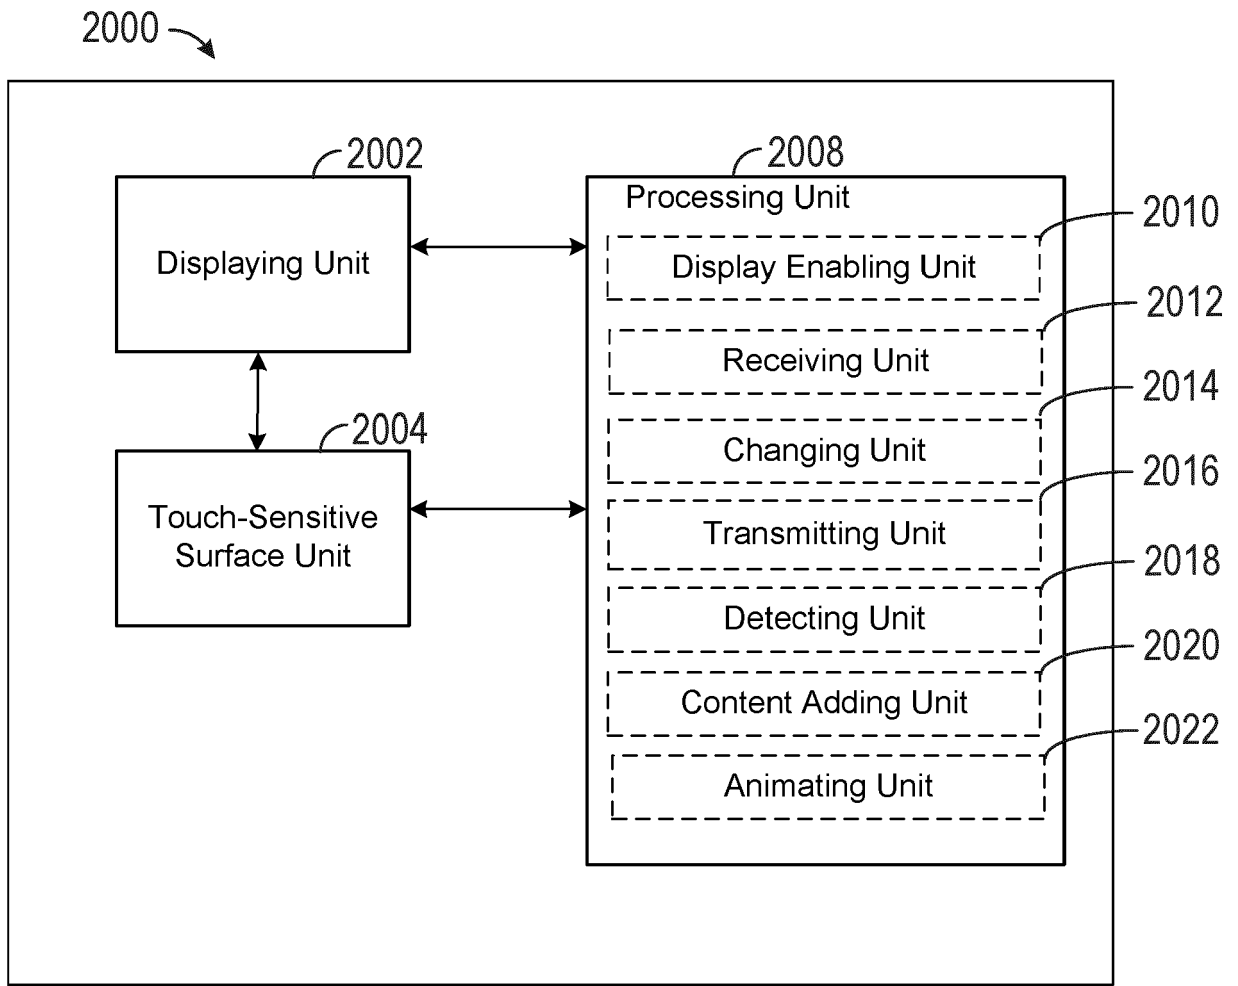 2000
2002
Displaying Unit
2004
Touch-Sensitive
Surface Unit
2008
Processing Unit
2010
Display Enabling Unit
2012
Receiving Unit
2014
Changing Unit
2016
Transmitting Unit
2018
Detecting Unit
2020
Content Adding Unit
2022
Animating Unit